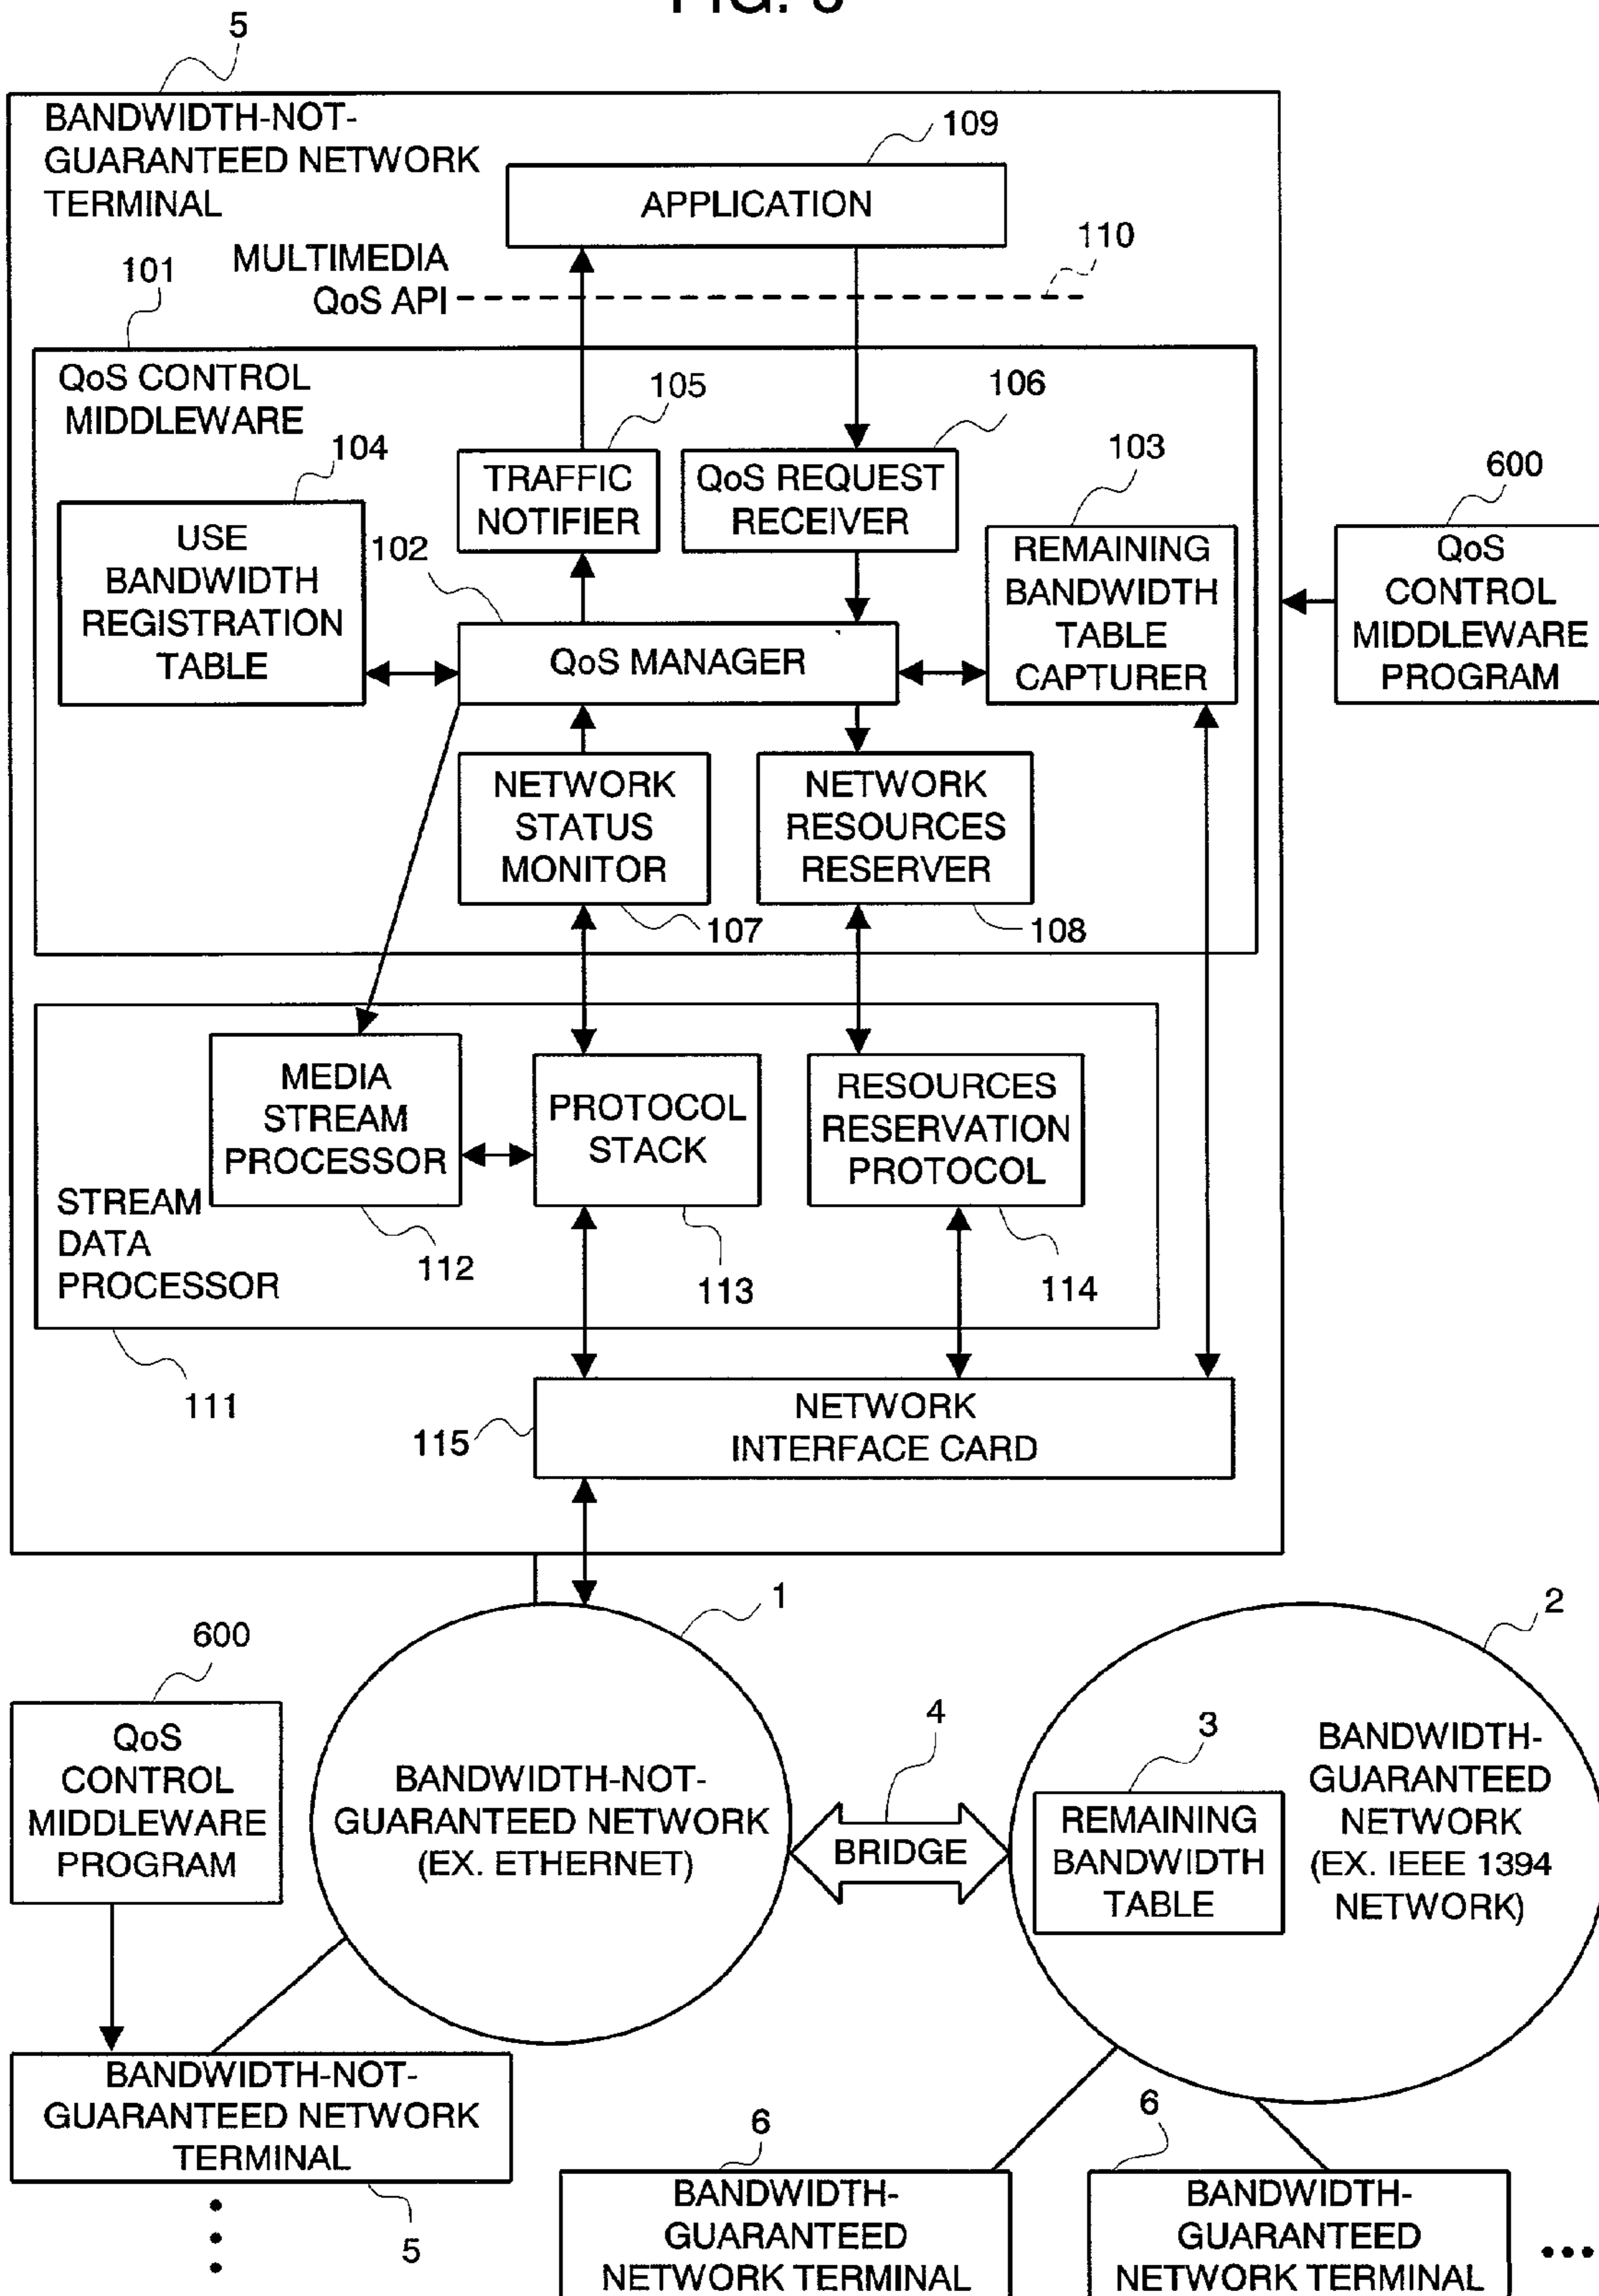 5
BANDWIDTH-NOT-
GUARANTEED NETWORK
TERMINAL
109
APPLICATION
110
MULTIMEDIA
QoS API
101
QoS CONTROL
MIDDLEWARE
105
106
104
103
600
TRAFFIC
NOTIFIER
QoS REQUEST
RECEIVER
USE
BANDWIDTH
REGISTRATION
TABLE
102
REMAINING
BANDWIDTH
TABLE
CAPTURER
QoS
CONTROL
MIDDLEWARE
PROGRAM
QoS MANAGER
NETWORK
STATUS
MONITOR
NETWORK
RESOURCES
RESERVER
107
108
MEDIA
STREAM
PROCESSOR
PROTOCOL
STACK
RESOURCES
RESERVATION
PROTOCOL
STREAM
DATA
PROCESSOR
112
113
114
111
115
NETWORK
INTERFACE CARD
1
2
600
QoS
CONTROL
MIDDLEWARE
PROGRAM
BANDWIDTH-NOT-
GUARANTEED NETWORK
(EX. ETHERNET)
4
BRIDGE
3
REMAINING
BANDWIDTH
TABLE
BANDWIDTH-
GUARANTEED
NETWORK
(EX. IEEE 1394
NETWORK)
BANDWIDTH-NOT-
GUARANTEED NETWORK
TERMINAL
5
6
BANDWIDTH-
GUARANTEED
NETWORK TERMINAL
6
BANDWIDTH-
GUARANTEED
NETWORK TERMINAL